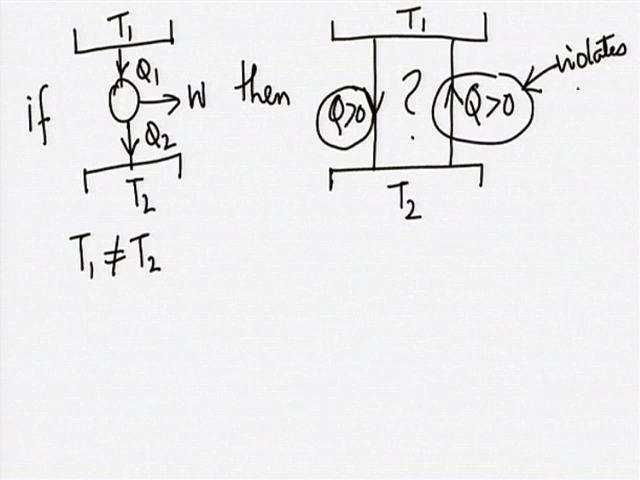 T₁
Q₁
if
W
Q₂
T₂
T₁ ≠ T₂
then
T₁
Q>0
?
Q>0
violates
T₂